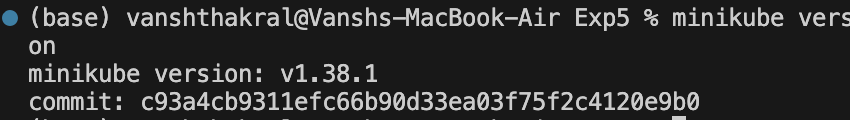 (base) vanshthakral@Vanshs-MacBook-Air Exp5 % minikube versi
on
minikube version: v1.38.1
commit: c93a4cb9311efc66b90d33ea03f75f2c4120e9b0